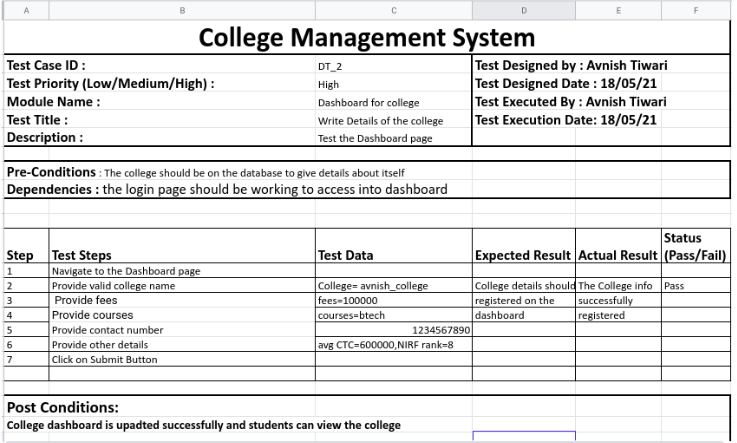 A B C D E F
College Management System
Test Case ID : DT_2 Test Designed by : Avnish Tiwari
Test Priority (Low/Medium/High) : High Test Designed Date : 18/05/21
Module Name : Dashboard for college Test Executed By : Avnish Tiwari
Test Title : Write Details of the college Test Execution Date: 18/05/21
Description : Test the Dashboard page
Pre-Conditions : The college should be on the database to give details about itself
Dependencies : the login page should be working to access into dashboard
Status
Step Test Steps Test Data Expected Result Actual Result (Pass/Fail)
1 Navigate to the Dashboard page
2 Provide valid college name College= avnish_college College details should The College info Pass
3 Provide fees fees=100000 registered on the successfully
4 Provide courses courses=btech dashboard registered
5 Provide contact number 1234567890
6 Provide other details avg CTC=600000,NIRF rank=8
7 Click on Submit Button
Post Conditions:
College dashboard is upadted successfully and students can view the college